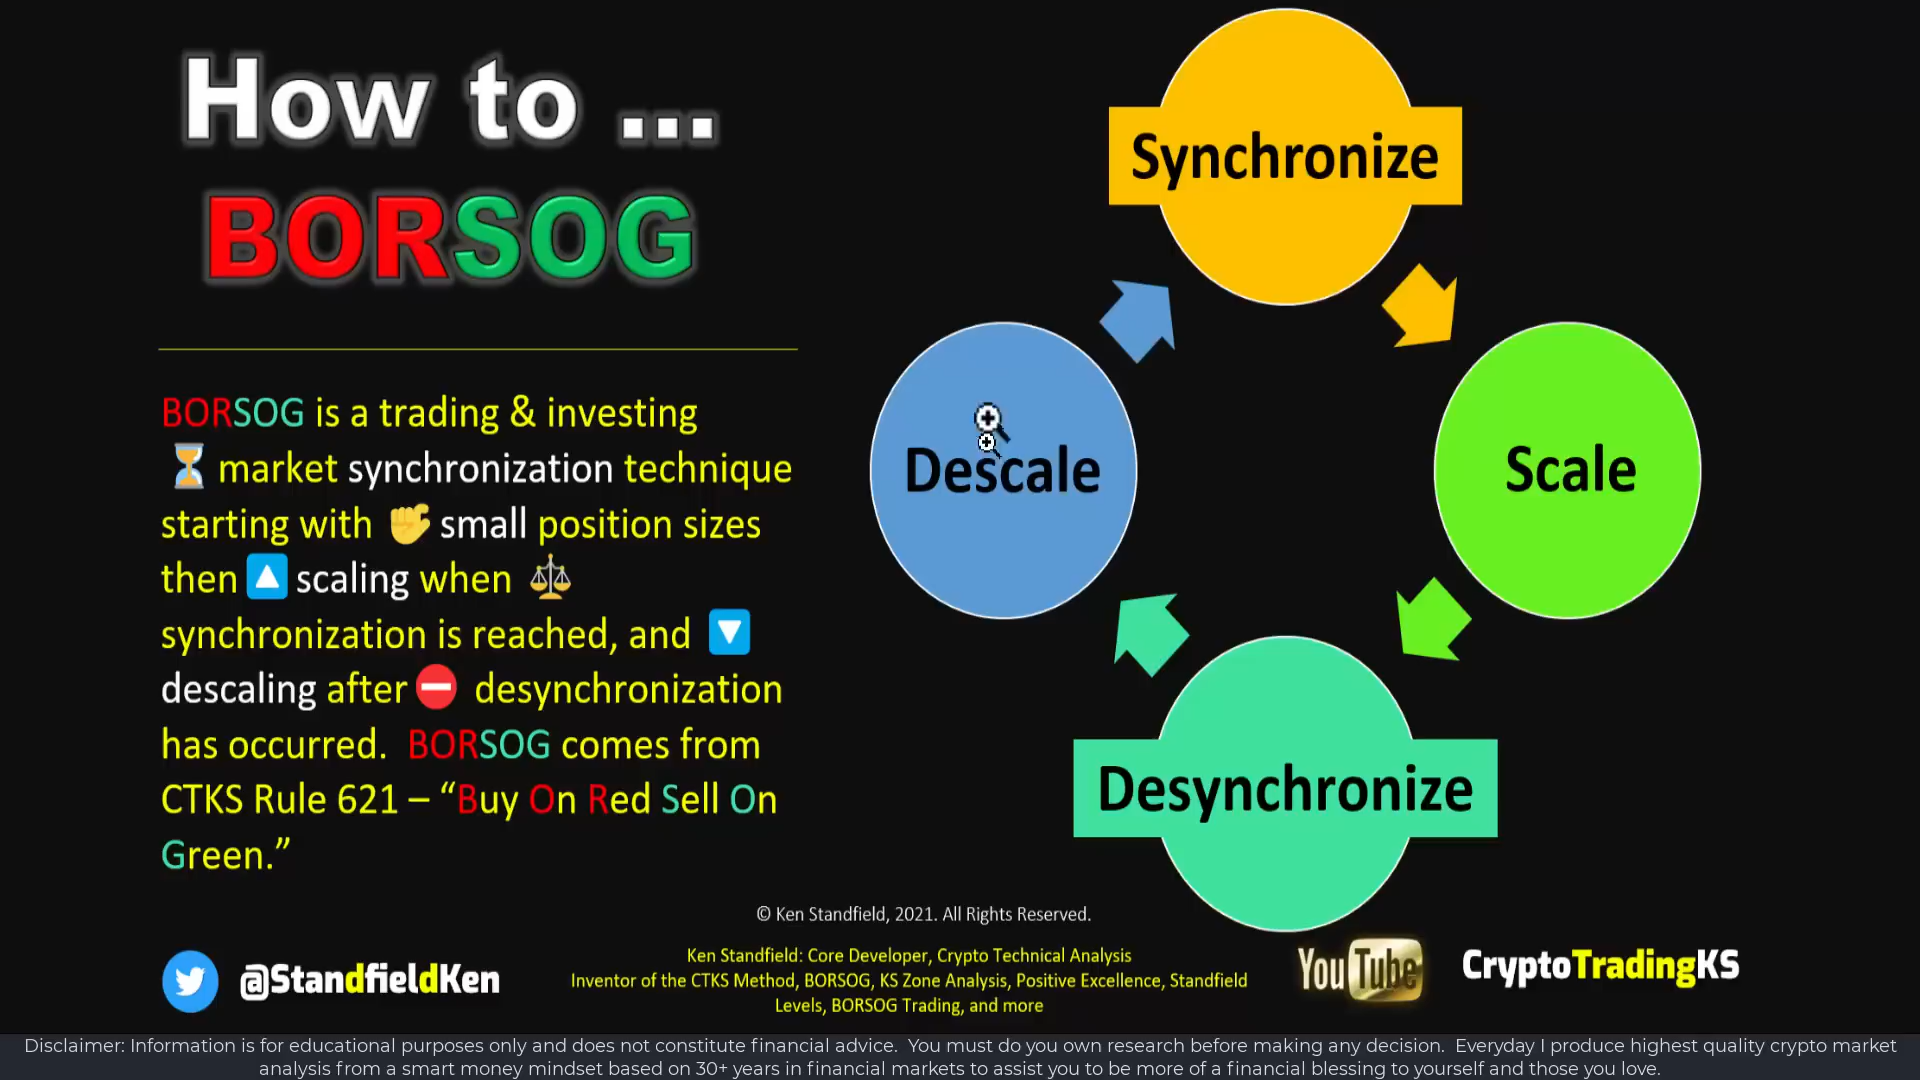 How to ...
BORSOG
BORSOG is a trading & investing
⏳ market synchronization technique
starting with 🤏 small position sizes
then 🔼 scaling when ⚖
synchronization is reached, and 🔽
descaling after ⛔ desynchronization
has occurred. BORSOG comes from
CTKS Rule 621 – “Buy On Red Sell On
Green.”
Synchronize
Scale
Desynchronize
Descale
© Ken Standfield, 2021. All Rights Reserved.
@StandfieldKen
Ken Standfield: Core Developer, Crypto Technical Analysis
Inventor of the CTKS Method, BORSOG, KS Zone Analysis, Positive Excellence, Standfield
Levels, BORSOG Trading, and more
YouTube
CryptoTradingKS
Disclaimer: Information is for educational purposes only and does not constitute financial advice. You must do you own research before making any decision. Everyday I produce highest quality crypto market
analysis from a smart money mindset based on 30+ years in financial markets to assist you to be more of a financial blessing to yourself and those you love.